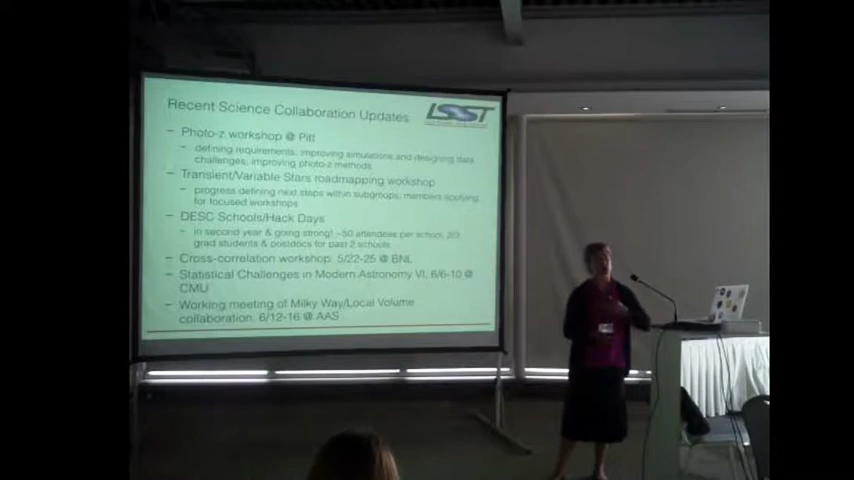 Recent Science Collaboration Updates
LSST
- Photo-z workshop @ Pitt
- defining requirements, improving simulations and designing data
challenges, improving photo-z methods
- Transient/Variable Stars roadmapping workshop
- progress defining next steps within subgroups, members applying
for focused workshops
- DESC Schools/Hack Days
- in second year & going strong! ~50 attendees per school, 2/3
grad students & postdocs for past 2 schools
- Cross-correlation workshop: 5/22-25 @ BNL
- Statistical Challenges in Modern Astronomy VI, 6/6-10 @
CMU
- Working meeting of Milky Way/Local Volume
collaboration, 6/12-16 @ AAS